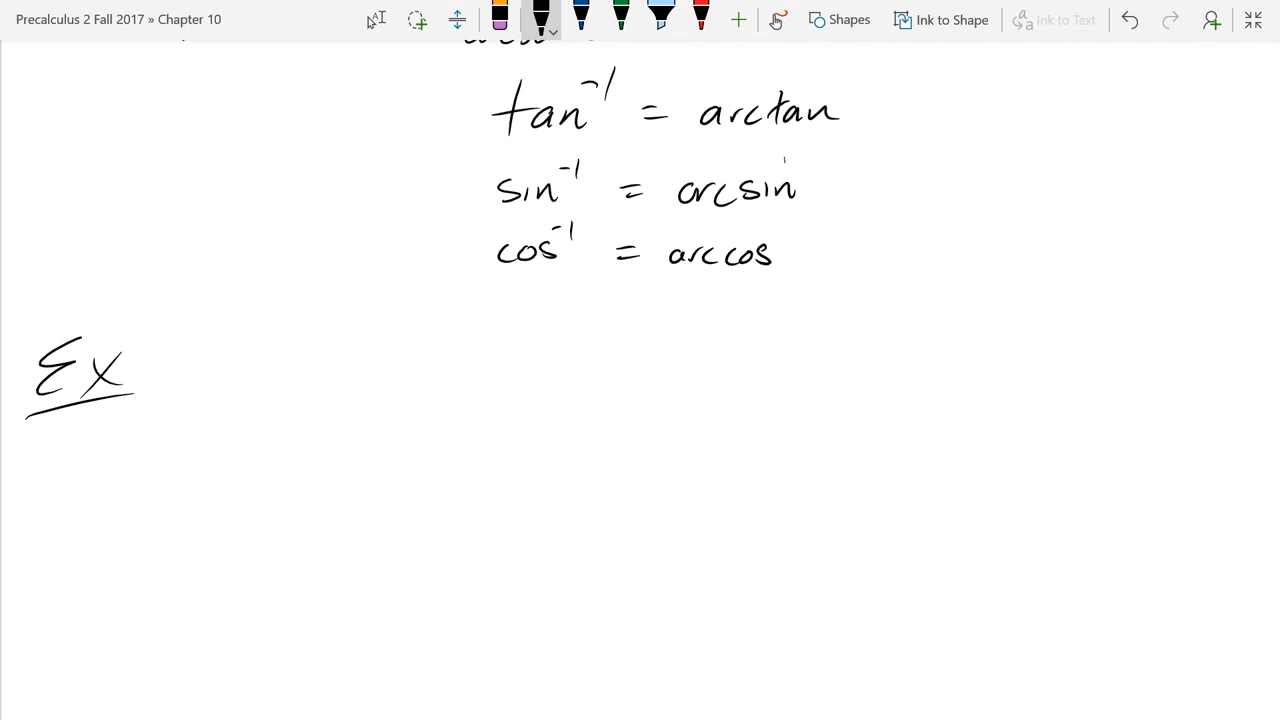 Precalculus 2 Fall 2017 » Chapter 10
Shapes
Ink to Shape
Ink to Text
tan⁻¹ = arctan
sin⁻¹ = arcsin
cos⁻¹ = arccos
Ex